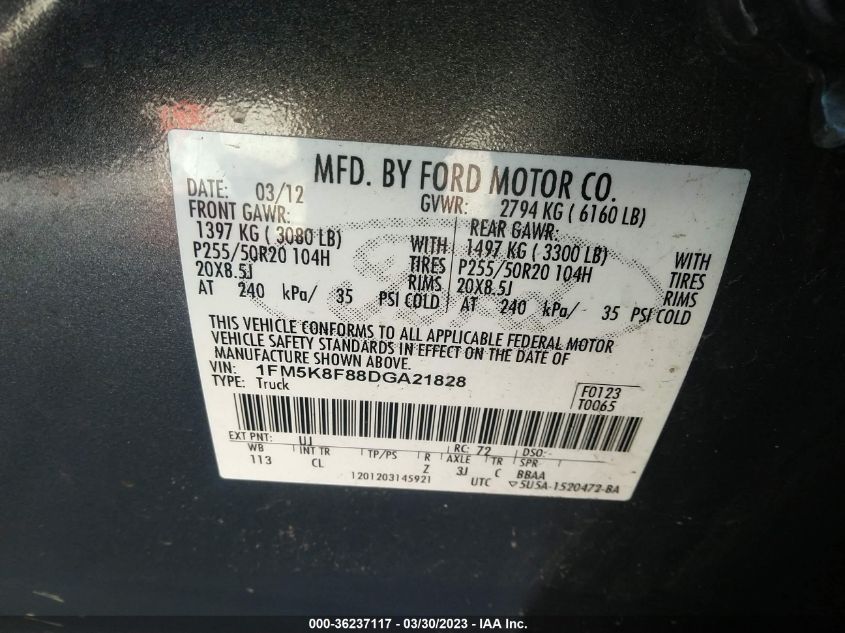 MFD. BY FORD MOTOR CO.
DATE: 03/12 GVWR: 2794 KG ( 6160 LB)
FRONT GAWR: REAR GAWR:
1397 KG ( 3080 LB) WITH 1497 KG ( 3300 LB) WITH
P255/50R20 104H TIRES P255/50R20 104H TIRES
20X8.5J RIMS 20X8.5J RIMS
AT 240 kPa/ 35 PSI COLD AT 240 kPa/ 35 PSI COLD
THIS VEHICLE CONFORMS TO ALL APPLICABLE FEDERAL MOTOR
VEHICLE SAFETY STANDARDS IN EFFECT ON THE DATE OF
MANUFACTURE SHOWN ABOVE.
VIN: 1FM5K8F88DGA21828
TYPE: Truck
F0123
T0065
EXT PNT: UJ RC: 72 DSO:
WB INT TR TP/PS R AXLE TR SPR
113 CL Z 3J C BBAA
1201203145921 UTC ▽5U5A-1520472-BA
000-36237117 — 03/30/2023 — IAA Inc.